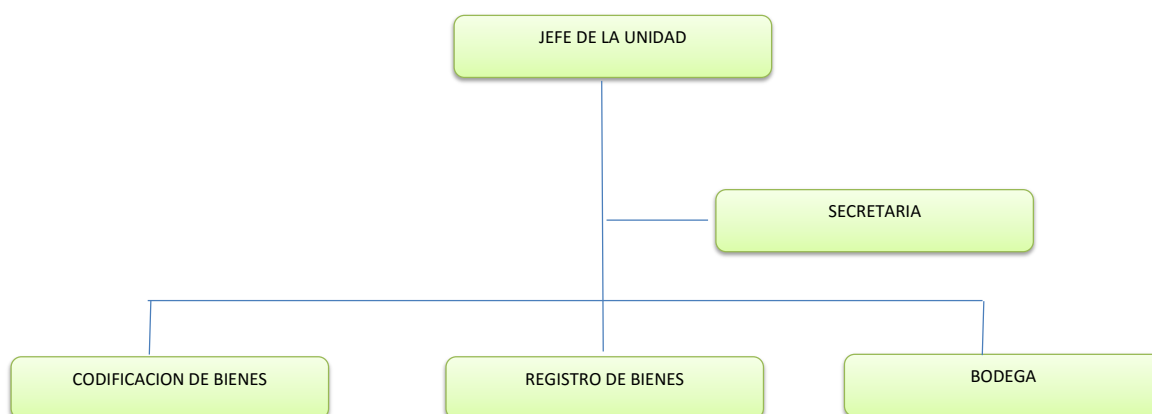 JEFE DE LA UNIDAD
SECRETARIA
CODIFICACION DE BIENES
REGISTRO DE BIENES
BODEGA